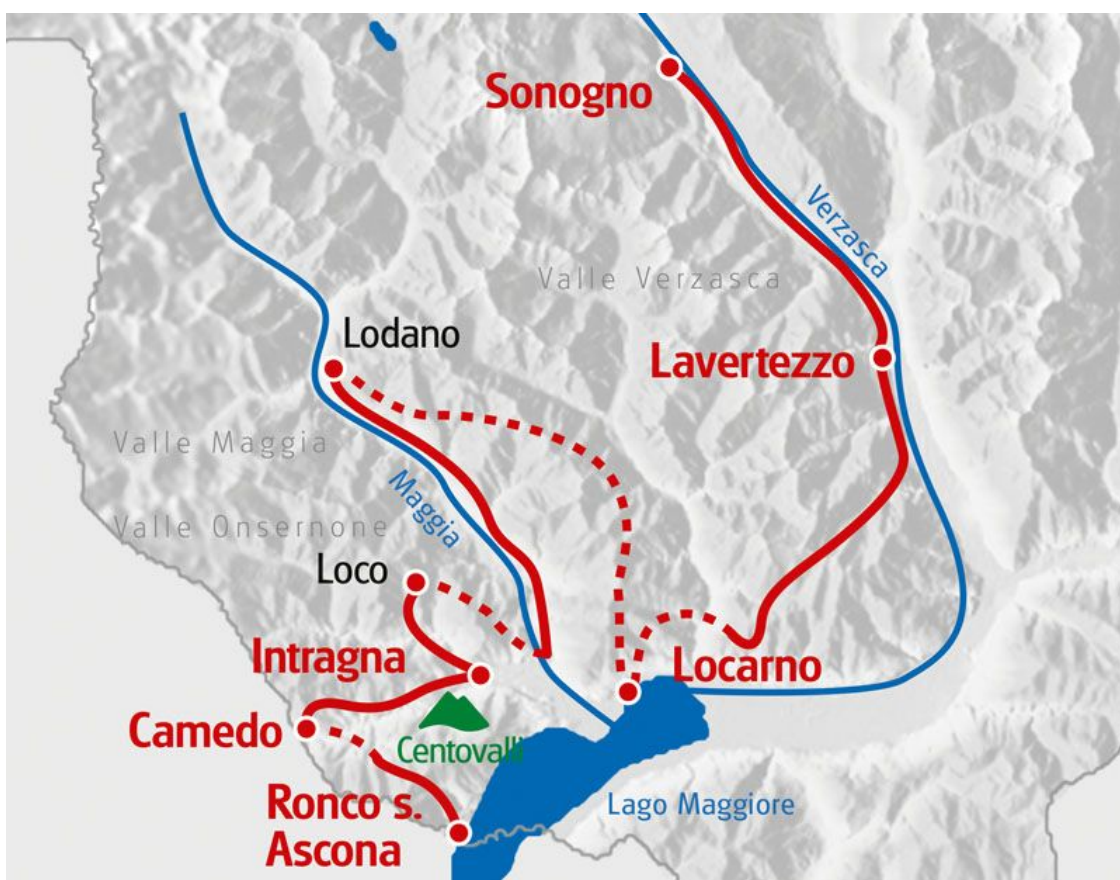 Sonogno
Verzasca
Valle Verzasca
Lodano
Lavertezzo
Valle Maggia
Maggia
Valle Onsernone
Loco
Intragna
Locarno
Camedo
Centovalli
Ronco s.
Ascona
Lago Maggiore